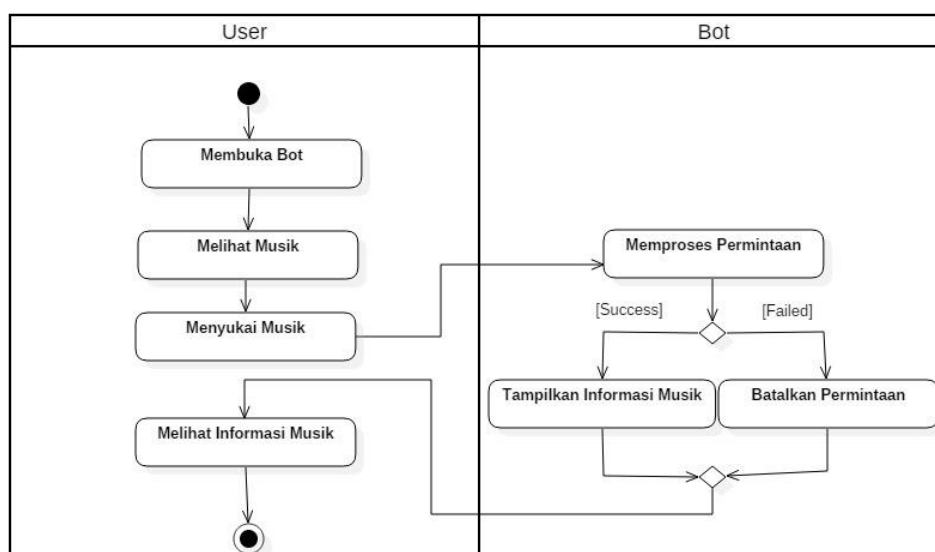 User
Bot
Membuka Bot
Melihat Musik
Memproses Permintaan
Menyukai Musik
[Success]
[Failed]
Tampilkan Informasi Musik
Batalkan Permintaan
Melihat Informasi Musik